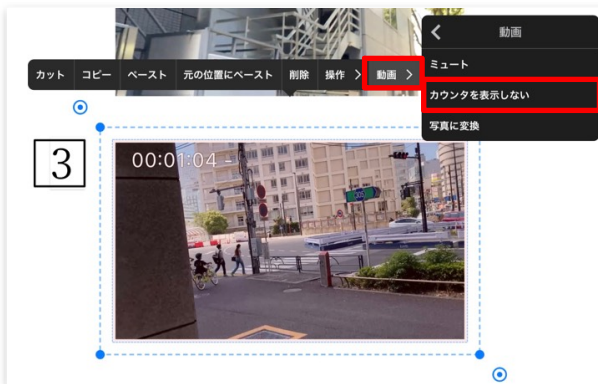 動画
カット コピー ペースト 元の位置にペースト 削除 操作 動画
ミュート
カウンタを表示しない
写真に変換
3
00:01:04 -